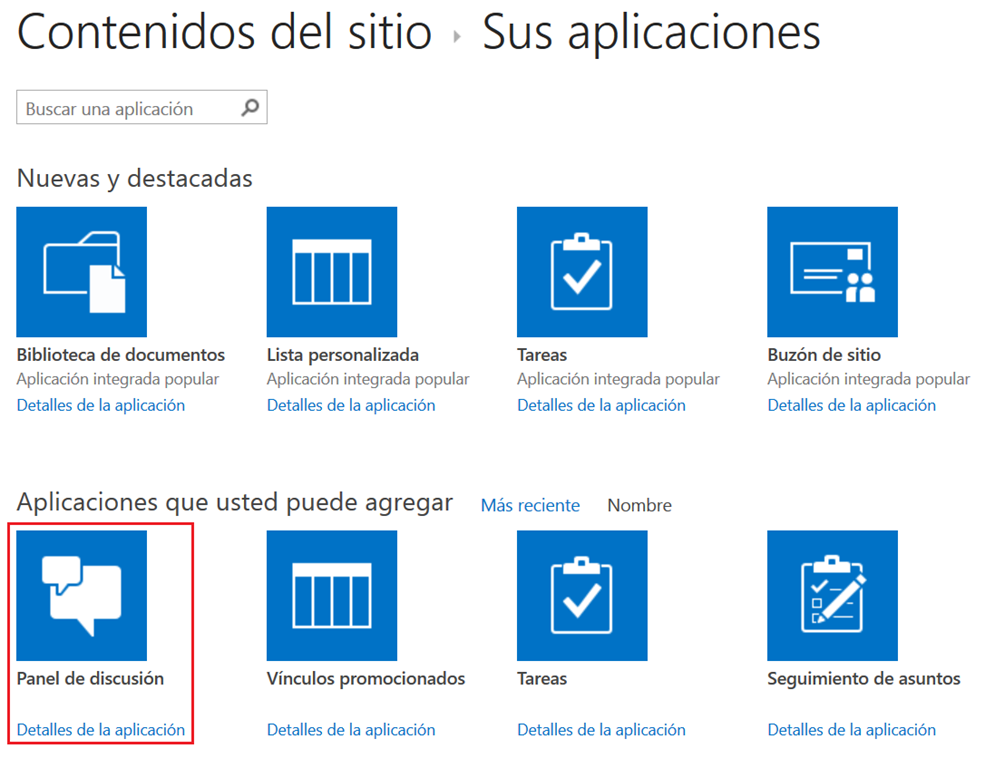 Contenidos del sitio ▸ Sus aplicaciones
Buscar una aplicación
Nuevas y destacadas
Biblioteca de documentos
Aplicación integrada popular
Detalles de la aplicación
Lista personalizada
Aplicación integrada popular
Detalles de la aplicación
Tareas
Aplicación integrada popular
Detalles de la aplicación
Buzón de sitio
Aplicación integrada popular
Detalles de la aplicación
Aplicaciones que usted puede agregar Más reciente Nombre
Panel de discusión
Detalles de la aplicación
Vínculos promocionados
Detalles de la aplicación
Tareas
Detalles de la aplicación
Seguimiento de asuntos
Detalles de la aplicación